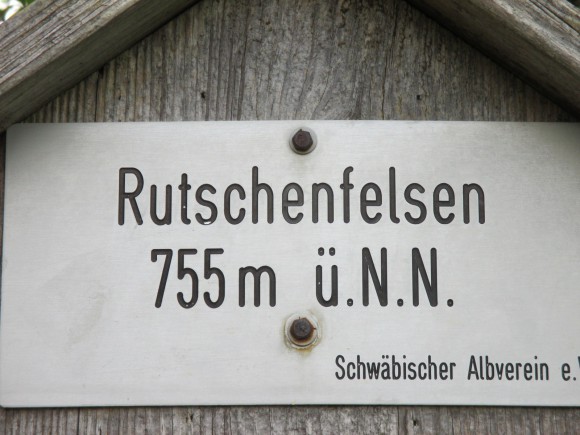 Rutschenfelsen
755m ü.N.N.
Schwäbischer Albverein e.